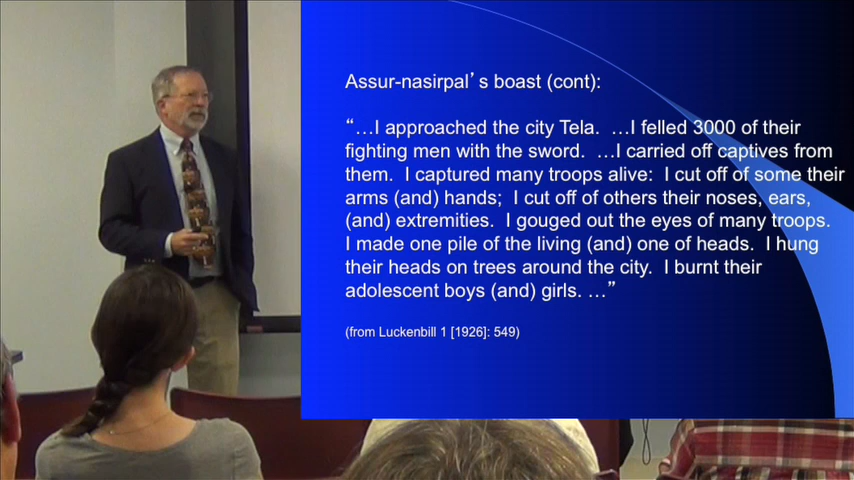 Assur-nasirpal’s boast (cont):
“…I approached the city Tela. …I felled 3000 of their
fighting men with the sword. …I carried off captives from
them. I captured many troops alive: I cut off of some their
arms (and) hands; I cut off of others their noses, ears,
(and) extremities. I gouged out the eyes of many troops.
I made one pile of the living (and) one of heads. I hung
their heads on trees around the city. I burnt their
adolescent boys (and) girls. …”
(from Luckenbill 1 [1926]: 549)